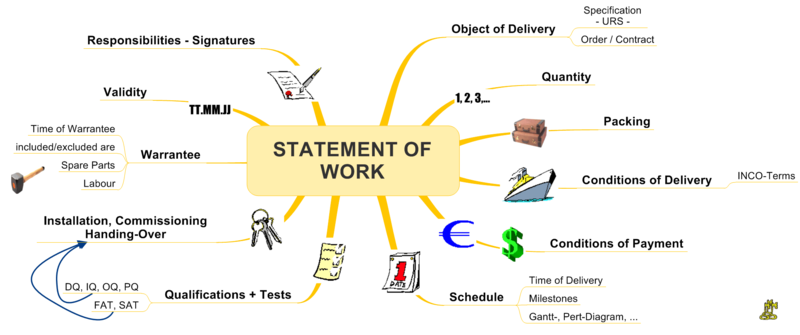 STATEMENT OF
WORK
Object of Delivery
Specification
- URS -
Order / Contract
Quantity
1, 2, 3,...
Packing
Conditions of Delivery
INCO-Terms
Conditions of Payment
€
$
Schedule
1
DATE
Time of Delivery
Milestones
Gantt-, Pert-Diagram, ...
Responsibilities - Signatures
Validity
TT.MM.JJ
Warrantee
Time of Warrantee
included/excluded are
Spare Parts
Labour
Installation, Commissioning
Handing-Over
Qualifications + Tests
DQ, IQ, OQ, PQ
FAT, SAT